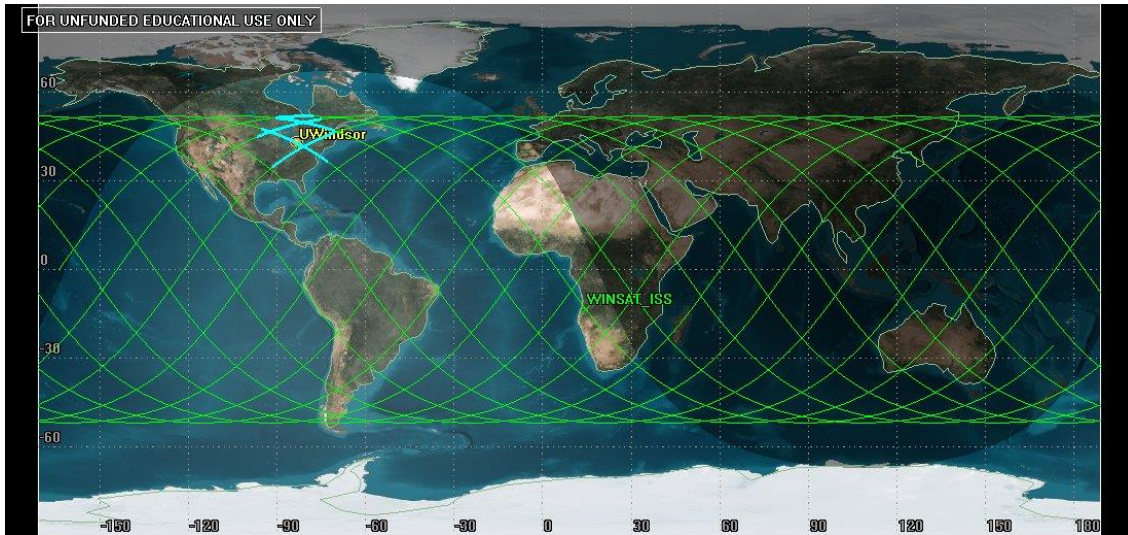 FOR UNFUNDED EDUCATIONAL USE ONLY
60
UWindsor
30
0
WINSAT_ISS
-30
-60
-150 -120 -90 -60 -30 0 30 60 90 120 150 180